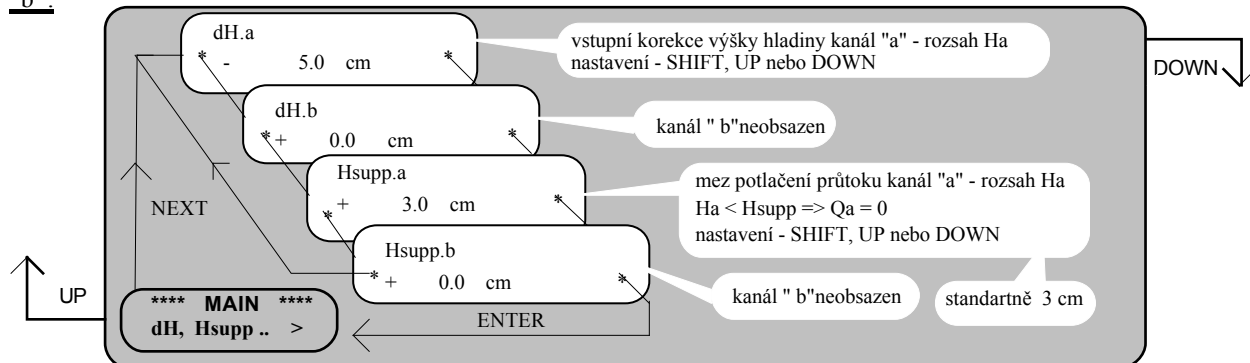 "b".
dH.a
* - 5.0 cm *
vstupní korekce výšky hladiny kanál "a" - rozsah Ha
nastavení - SHIFT, UP nebo DOWN
DOWN
dH.b
* + 0.0 cm *
kanál " b"neobsazen
Hsupp.a
* + 3.0 cm *
mez potlačení průtoku kanál "a" - rozsah Ha
Ha < Hsupp => Qa = 0
nastavení - SHIFT, UP nebo DOWN
NEXT
Hsupp.b
* + 0.0 cm *
kanál " b"neobsazen
standartně 3 cm
UP
**** MAIN ****
dH, Hsupp .. >
ENTER